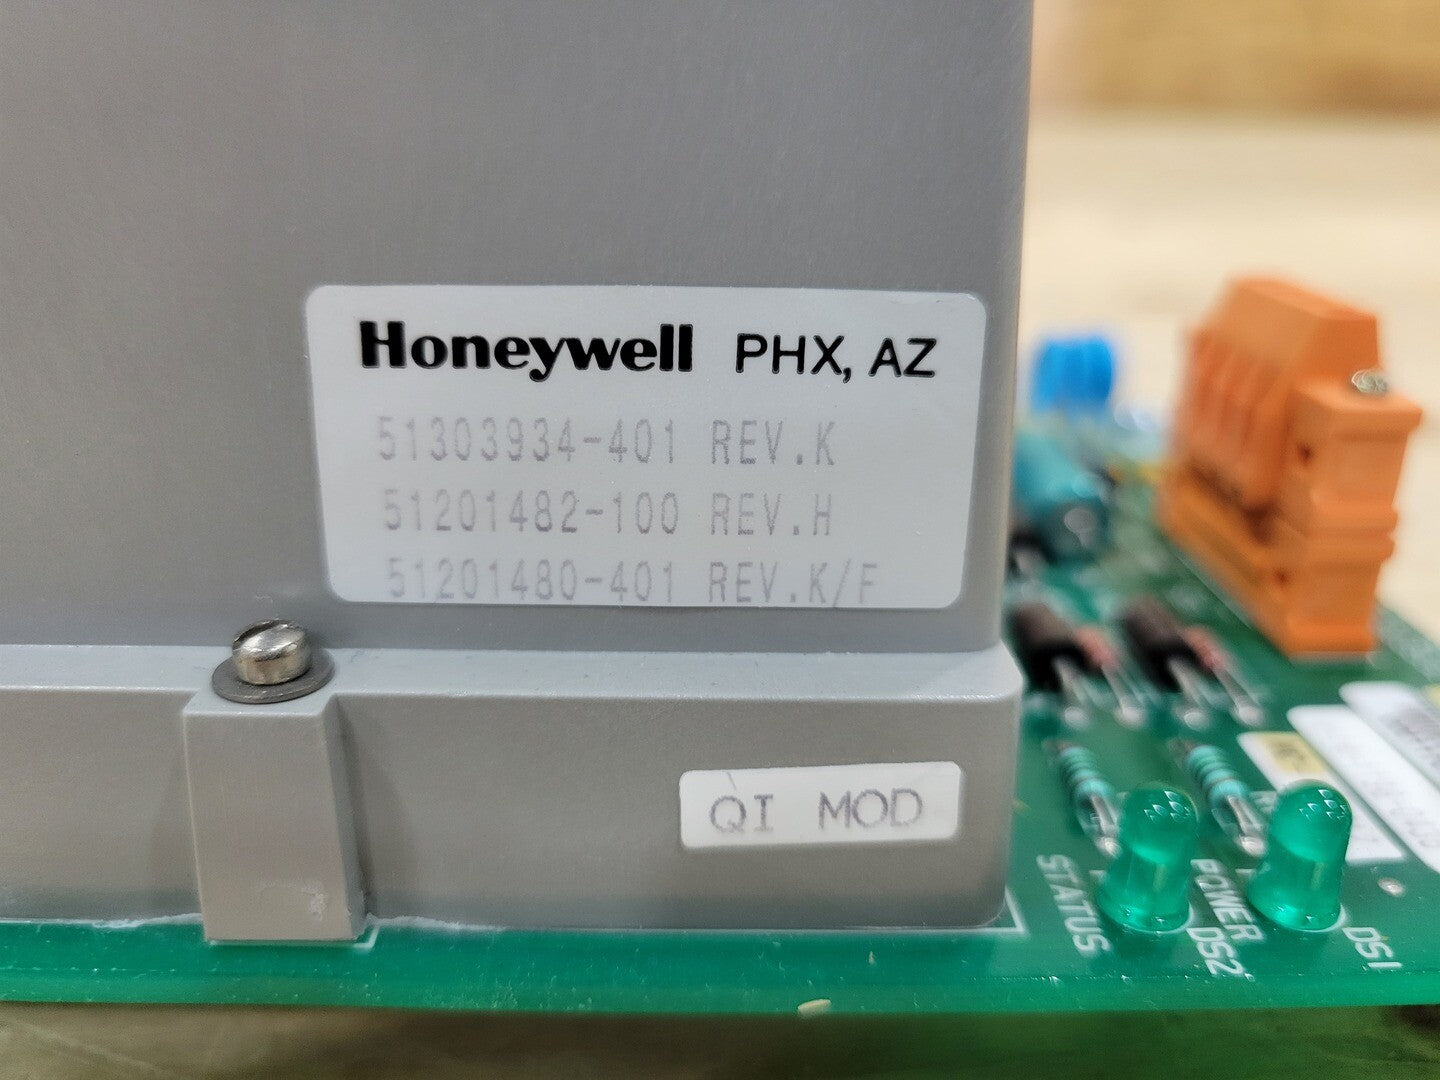 Honeywell PHX, AZ
51303934-401 REV.K
51201482-100 REV.H
51201480-401 REV.K/F
QI MOD
STATUS
DS2
POWER
DS1